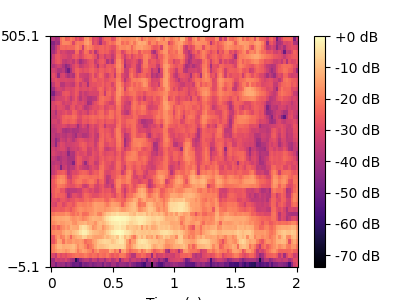 Mel Spectrogram
505.1
-5.1
0
0.5
1
1.5
2
+0 dB
-10 dB
-20 dB
-30 dB
-40 dB
-50 dB
-60 dB
-70 dB